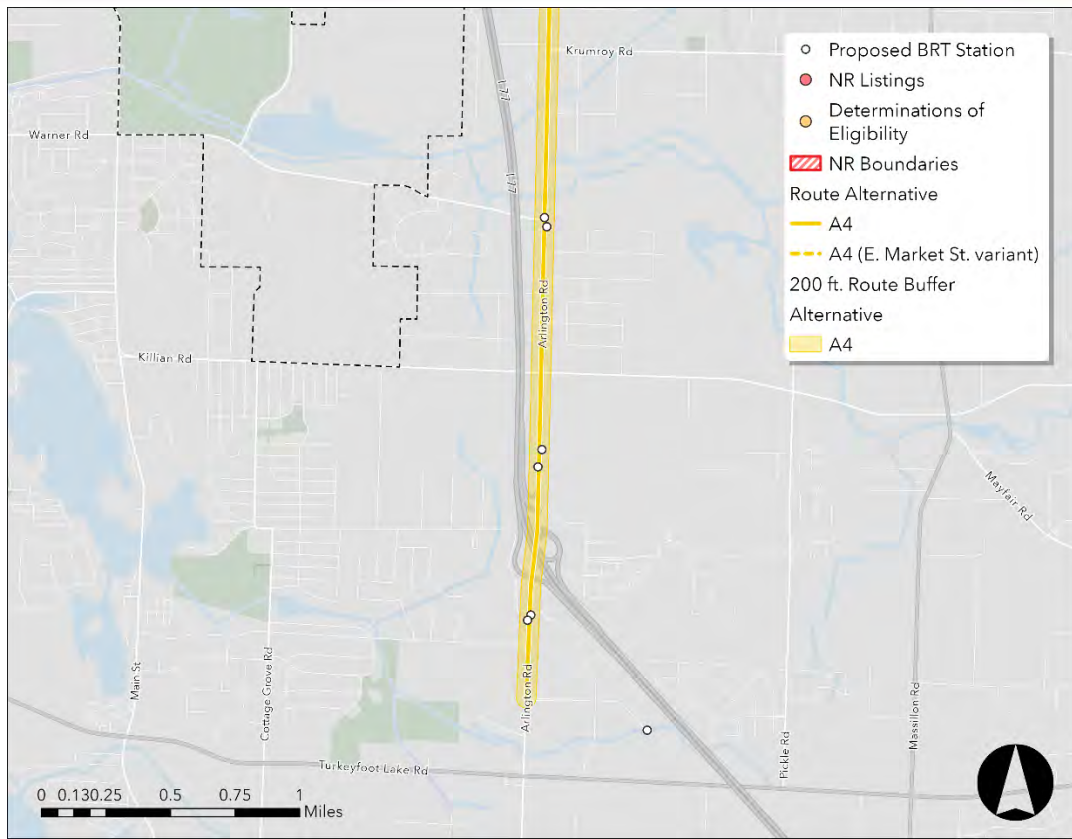 Krumroy Rd
I 77
Warner Rd
I 77
Arlington Rd
Killian Rd
Mayfair Rd
Main St
Cottage Grove Rd
Arlington Rd
Pickle Rd
Massillon Rd
Turkeyfoot Lake Rd
Proposed BRT Station
NR Listings
Determinations of
Eligibility
NR Boundaries
Route Alternative
A4
A4 (E. Market St. variant)
200 ft. Route Buffer
Alternative
A4
0 0.130.25 0.5 0.75 1
Miles